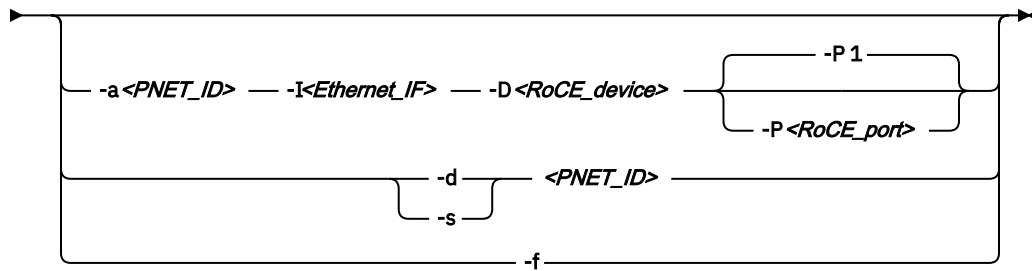 -P 1
-a <PNET_ID> -I<Ethernet_IF> -D <RoCE_device>
-P <RoCE_port>
-d <PNET_ID>
-s
-f